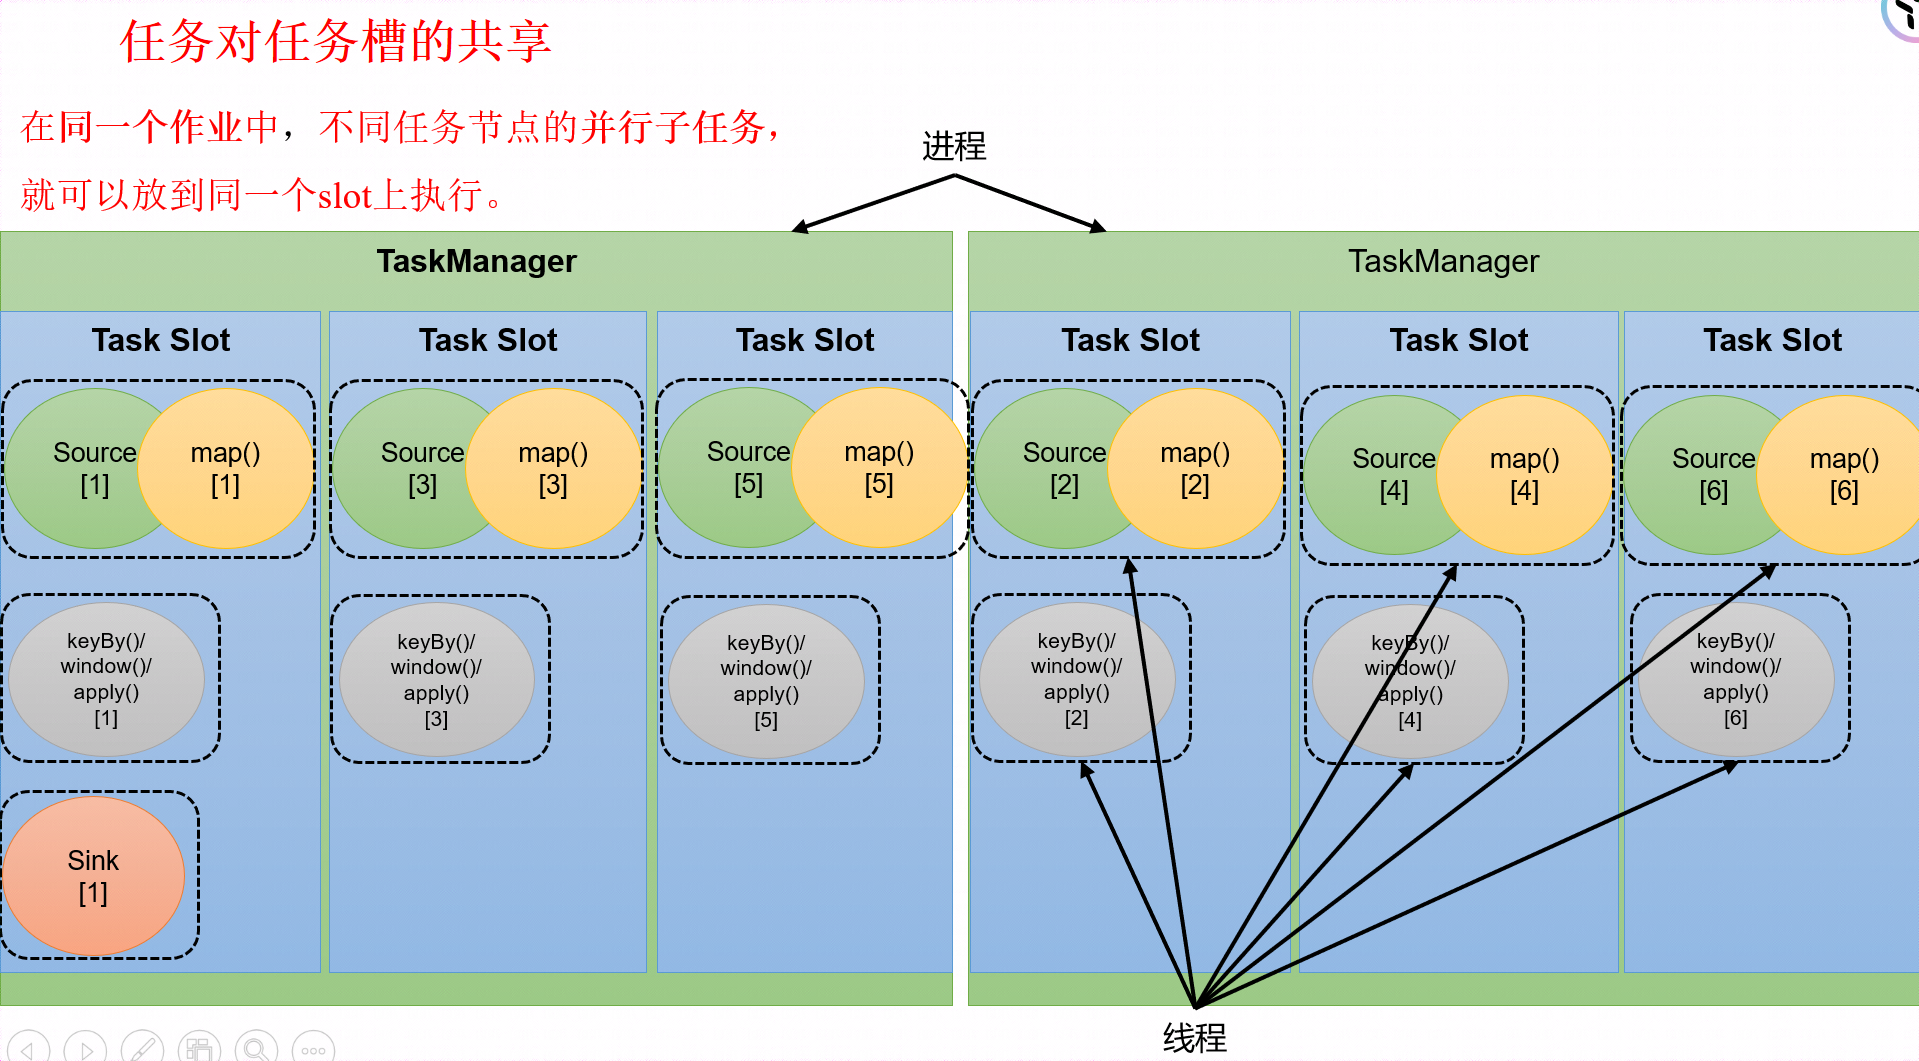 任务对任务槽的共享
在同一个作业中，不同任务节点的并行子任务，
就可以放到同一个slot上执行。
进程
TaskManager
TaskManager
Task Slot
Task Slot
Task Slot
Task Slot
Task Slot
Task Slot
Source
[1]
map()
[1]
Source
[3]
map()
[3]
Source
[5]
map()
[5]
Source
[2]
map()
[2]
Source
[4]
map()
[4]
Source
[6]
map()
[6]
keyBy()/
window()/
apply()
[1]
keyBy()/
window()/
apply()
[3]
keyBy()/
window()/
apply()
[5]
keyBy()/
window()/
apply()
[2]
keyBy()/
window()/
apply()
[4]
keyBy()/
window()/
apply()
[6]
Sink
[1]
线程